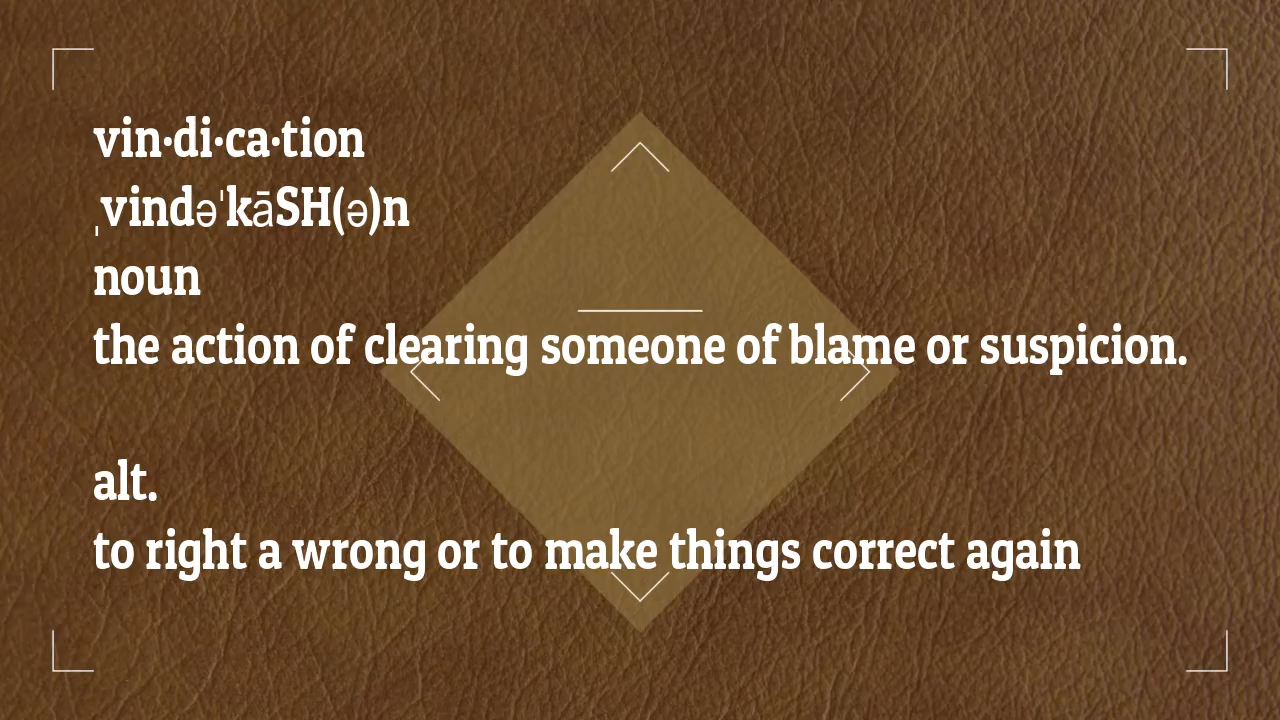 vin·di·ca·tion
ˌvindəˈkāSH(ə)n
noun
the action of clearing someone of blame or suspicion.
alt.
to right a wrong or to make things correct again